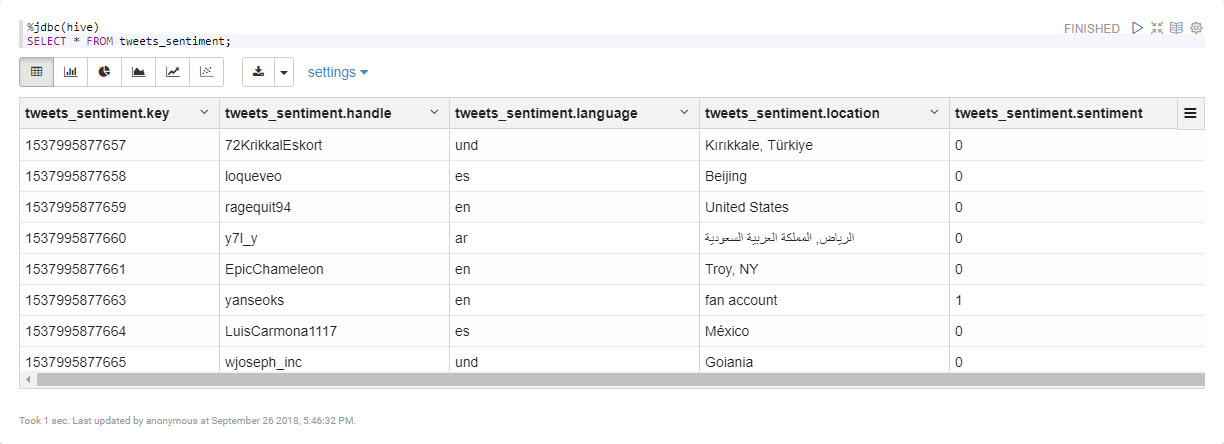 %jdbc(hive)
SELECT * FROM tweets_sentiment;
FINISHED
settings
tweets_sentiment.key tweets_sentiment.handle tweets_sentiment.language tweets_sentiment.location tweets_sentiment.sentiment
1537995877657 72KrikkalEskort und Kırıkkale, Türkiye 0
1537995877658 loqueveo es Beijing 0
1537995877659 ragequit94 en United States 0
1537995877660 y7l_y ar الرياض, المملكة العربية السعودية 0
1537995877661 EpicChameleon en Troy, NY 0
1537995877663 yanseoks en fan account 1
1537995877664 LuisCarmona1117 es México 0
1537995877665 wjoseph_inc und Goiania 0
Took 1 sec. Last updated by anonymous at September 26 2018, 5:46:32 PM.